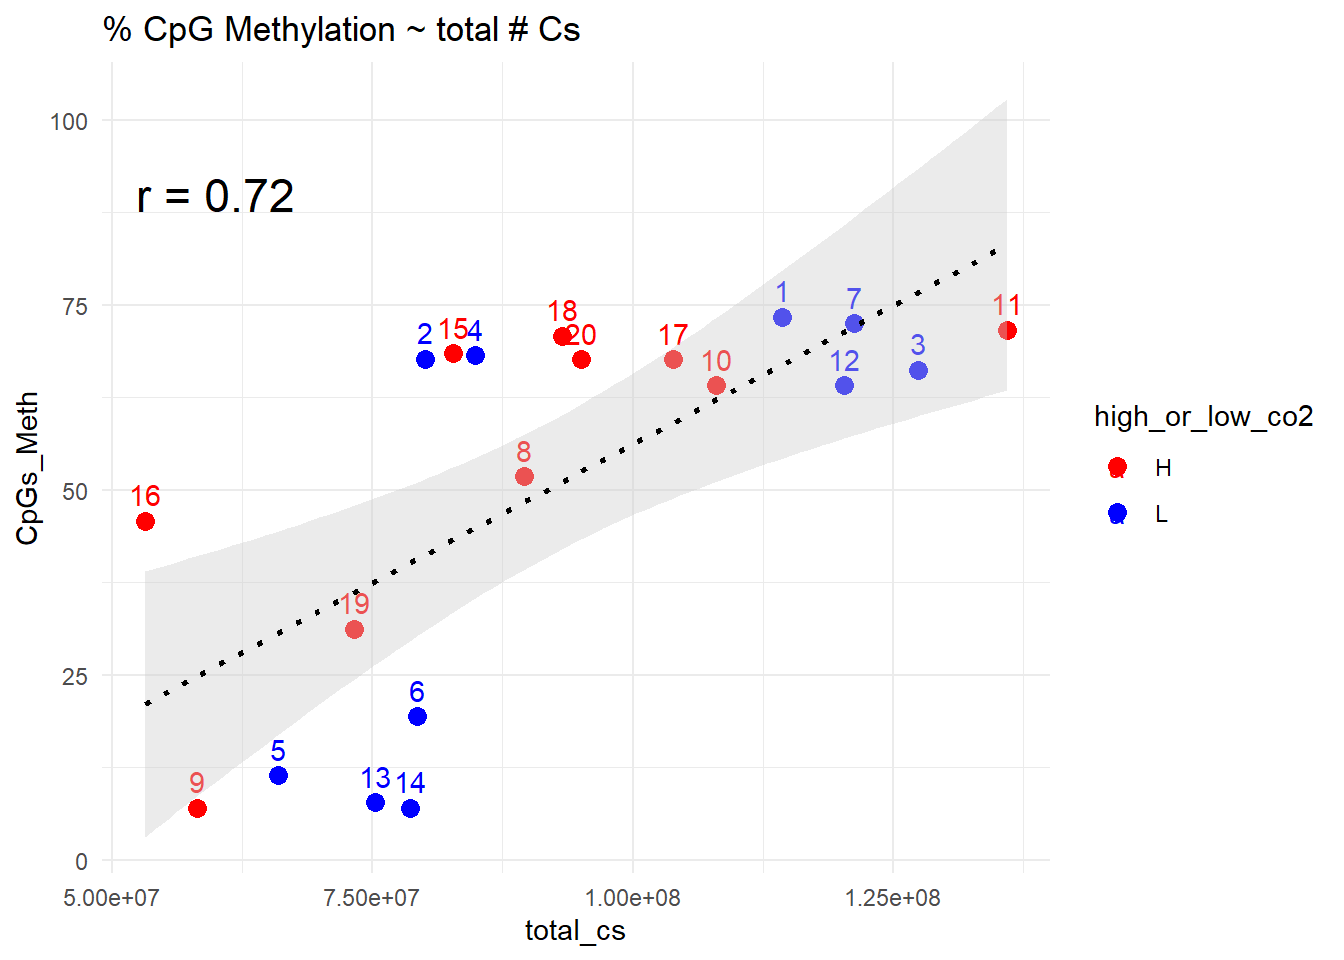 % CpG Methylation ~ total # Cs
100
r = 0.72
75
50
25
0
CpGs_Meth
1
7
11
18
2
15
4
20
17
10
12
3
8
16
19
6
5
13
14
9
5.00e+07
7.50e+07
1.00e+08
1.25e+08
total_cs
high_or_low_co2
H
L